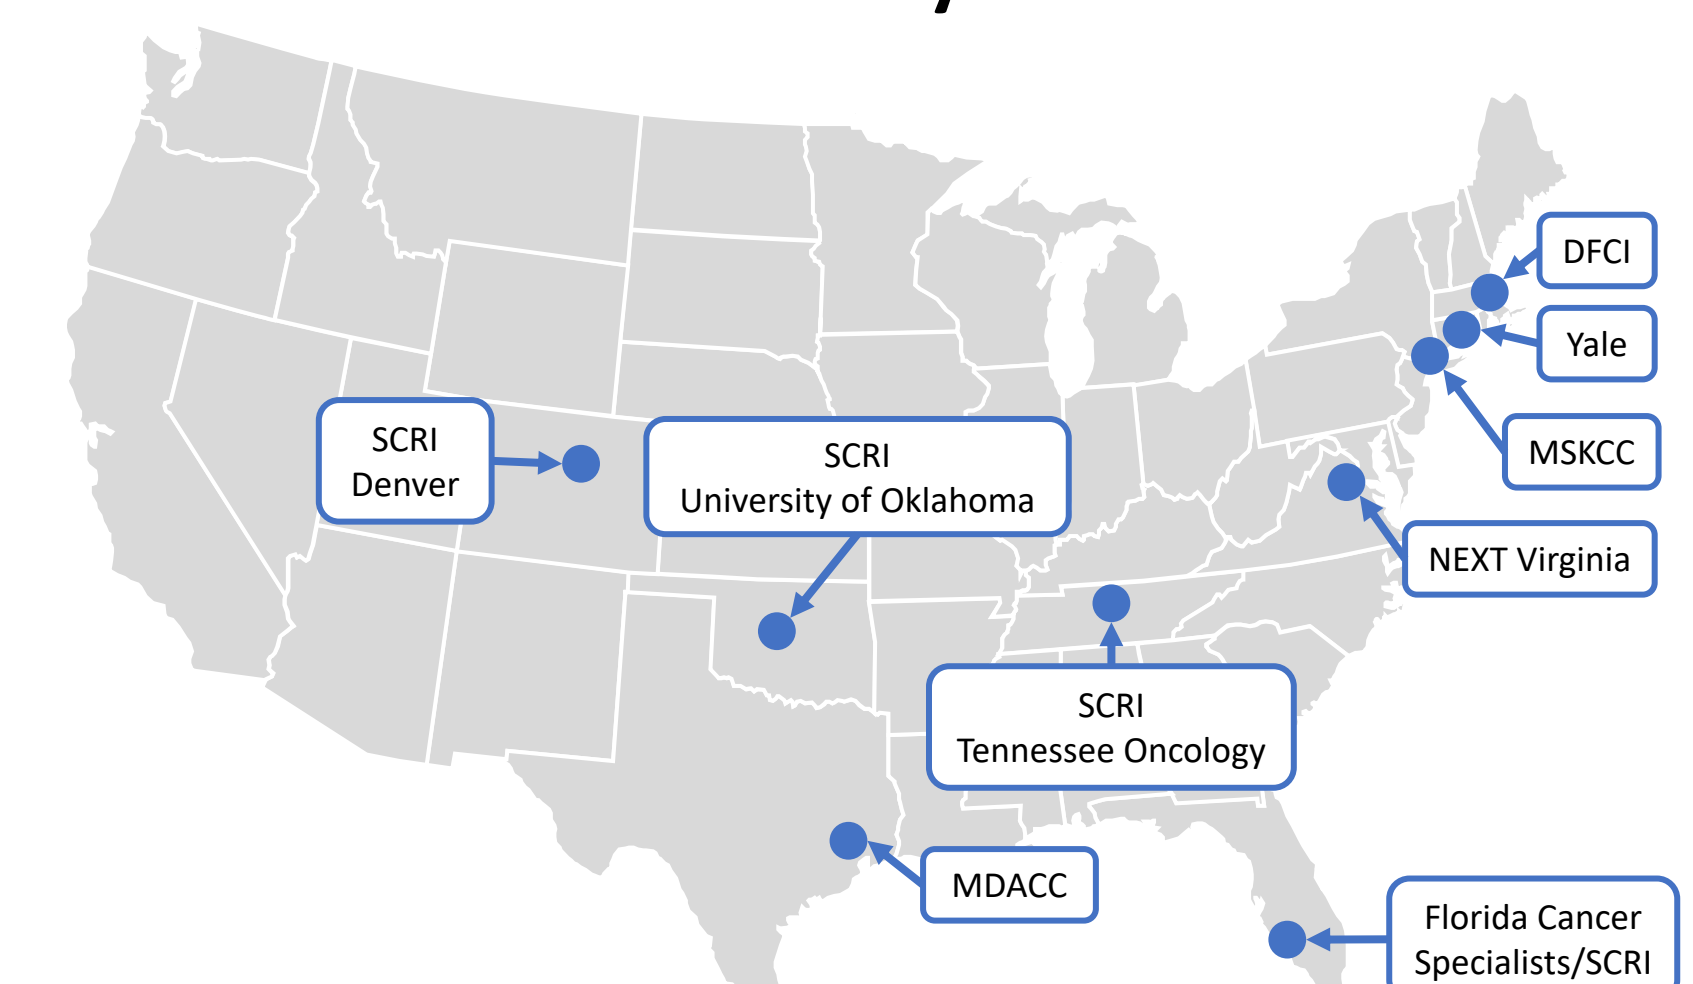 DFCI
Yale
SCRI
Denver
SCRI
University of Oklahoma
MSKCC
NEXT Virginia
SCRI
Tennessee Oncology
MDACC
Florida Cancer
Specialists/SCRI